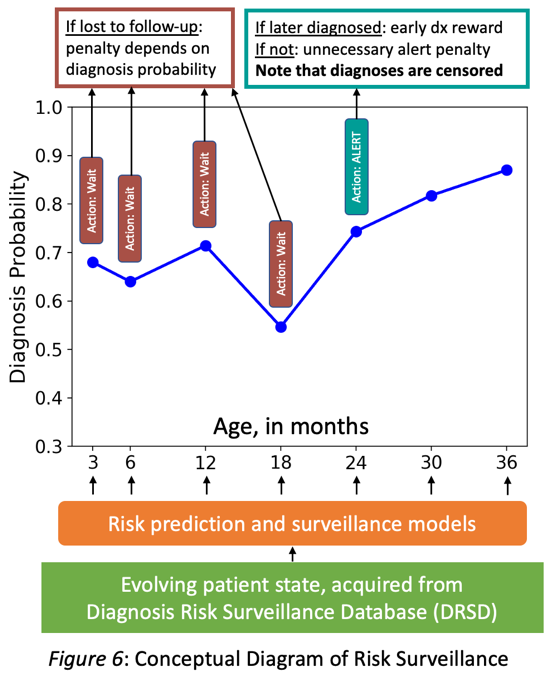 If lost to follow-up:
penalty depends on
diagnosis probability
If later diagnosed: early dx reward
If not: unnecessary alert penalty
Note that diagnoses are censored
Diagnosis Probability
1.0
0.9
0.8
0.7
0.6
0.5
0.4
0.3
Action: Wait
Action: Wait
Action: Wait
Action: Wait
Action: ALERT
Age, in months
3 6 12 18 24 30 36
Risk prediction and surveillance models
Evolving patient state, acquired from
Diagnosis Risk Surveillance Database (DRSD)
Figure 6: Conceptual Diagram of Risk Surveillance